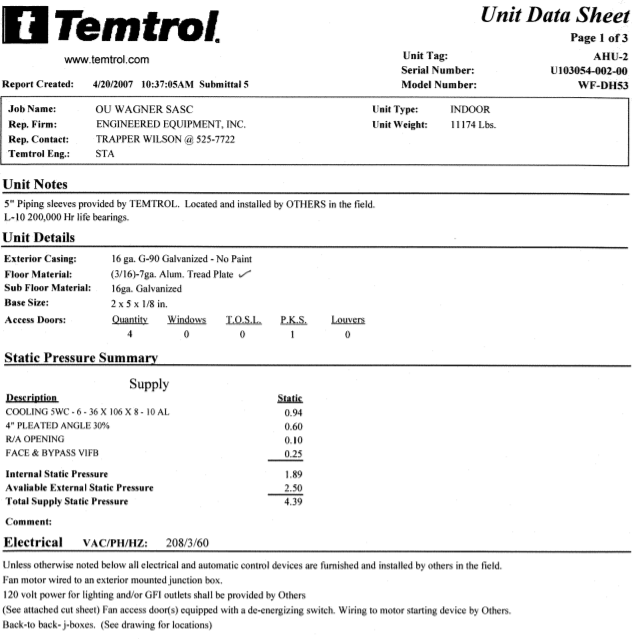 t Temtrol.
Unit Data Sheet
Page 1 of 3
www.temtrol.com
Unit Tag: AHU-2
Serial Number: U103054-002-00
Report Created: 4/20/2007 10:37:05AM Submittal 5 Model Number: WF-DH53
Job Name: OU WAGNER SASC Unit Type: INDOOR
Rep. Firm: ENGINEERED EQUIPMENT, INC. Unit Weight: 11174 Lbs.
Rep. Contact: TRAPPER WILSON @ 525-7722
Temtrol Eng.: STA
Unit Notes
5" Piping sleeves provided by TEMTROL. Located and installed by OTHERS in the field.
L-10 200,000 Hr life bearings.
Unit Details
Exterior Casing: 16 ga. G-90 Galvanized - No Paint
Floor Material: (3/16)-7ga. Alum. Tread Plate ✓
Sub Floor Material: 16ga. Galvanized
Base Size: 2 x 5 x 1/8 in.
Access Doors: Quantity Windows T.O.S.L. P.K.S. Louvers
4 0 0 1 0
Static Pressure Summary
Supply
Description Static
COOLING 5WC - 6 - 36 X 106 X 8 - 10 AL 0.94
4" PLEATED ANGLE 30% 0.60
R/A OPENING 0.10
FACE & BYPASS VIFB 0.25
Internal Static Pressure 1.89
Avaliable External Static Pressure 2.50
Total Supply Static Pressure 4.39
Comment:
Electrical VAC/PH/HZ: 208/3/60
Unless otherwise noted below all electrical and automatic control devices are furnished and installed by others in the field.
Fan motor wired to an exterior mounted junction box.
120 volt power for lighting and/or GFI outlets shall be provided by Others
(See attached cut sheet) Fan access door(s) equipped with a de-energizing switch. Wiring to motor starting device by Others.
Back-to back- j-boxes. (See drawing for locations)